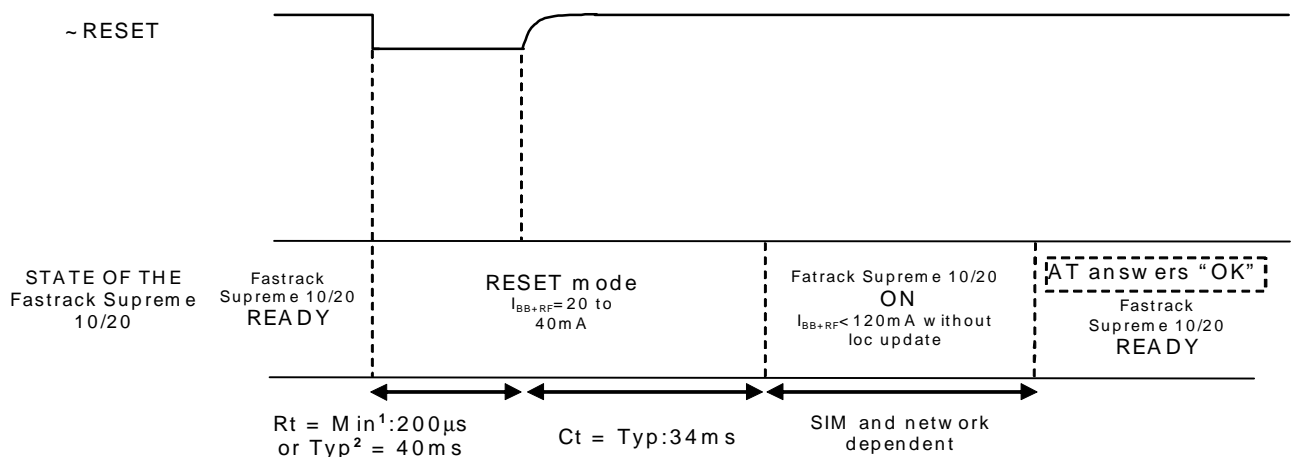 ~RESET
STATE OF THE
Fastrack Supreme
10/20
Fastrack
Supreme 10/20
READY
RESET mode
I_BB+RF=20 to
40mA
Fatrack Supreme 10/20
ON
I_BB+RF<120mA without
loc update
AT answers “OK”
Fastrack
Supreme 10/20
READY
Rt = Min¹:200µs
or Typ² = 40ms
Ct = Typ:34ms
SIM and network
dependent